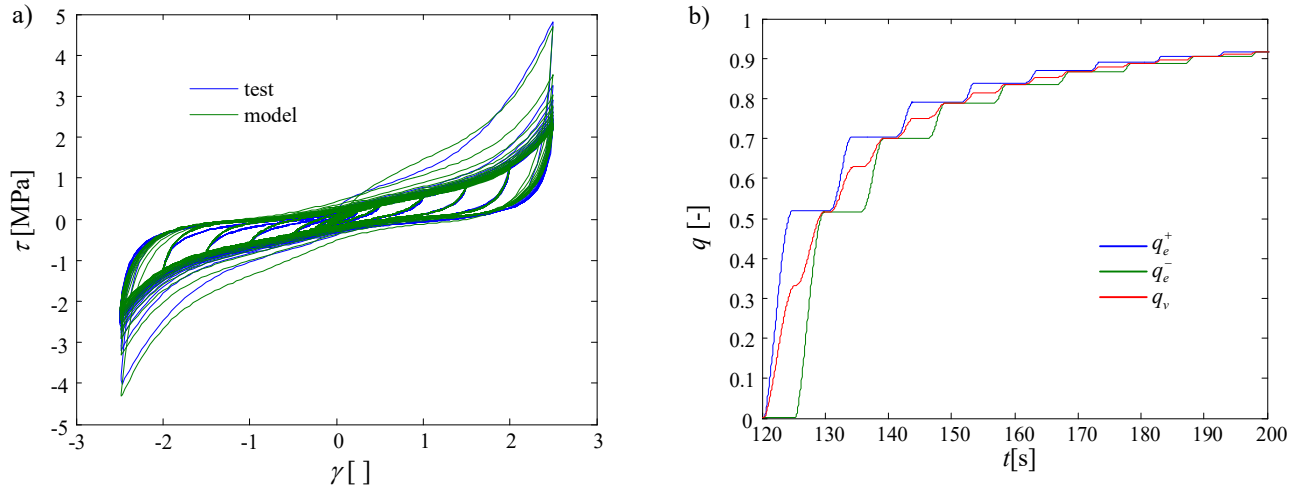 a)
5
4
3
2
1
0
-1
-2
-3
-4
-5
τ [MPa]
test
model
-3 -2 -1 0 1 2 3
γ [ ]
b)
1
0.9
0.8
0.7
0.6
0.5
0.4
0.3
0.2
0.1
0
q [-]
q_e^+
q_e^-
q_v
120 130 140 150 160 170 180 190 200
t[s]